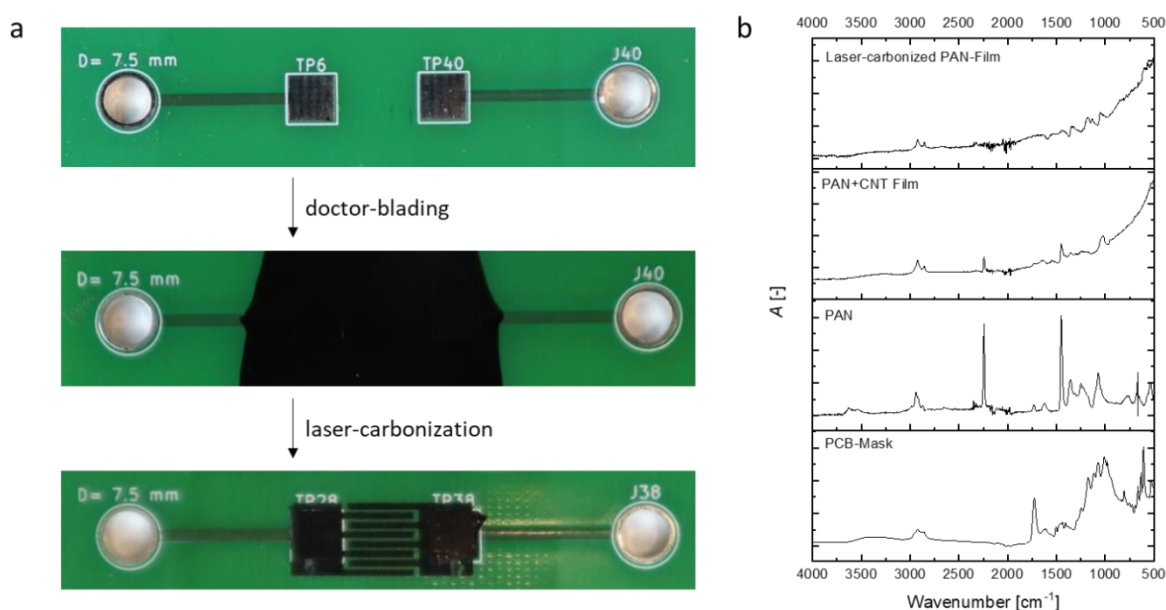 a
D= 7.5 mm
TP6
TP40
J40
doctor-blading
D= 7.5 mm
J40
laser-carbonization
D= 7.5 mm
TP28
TP38
J38
b
4000 3500 3000 2500 2000 1500 1000 500
Laser-carbonized PAN-Film
PAN+CNT Film
PAN
PCB-Mask
A [-]
4000 3500 3000 2500 2000 1500 1000 500
Wavenumber [cm⁻¹]